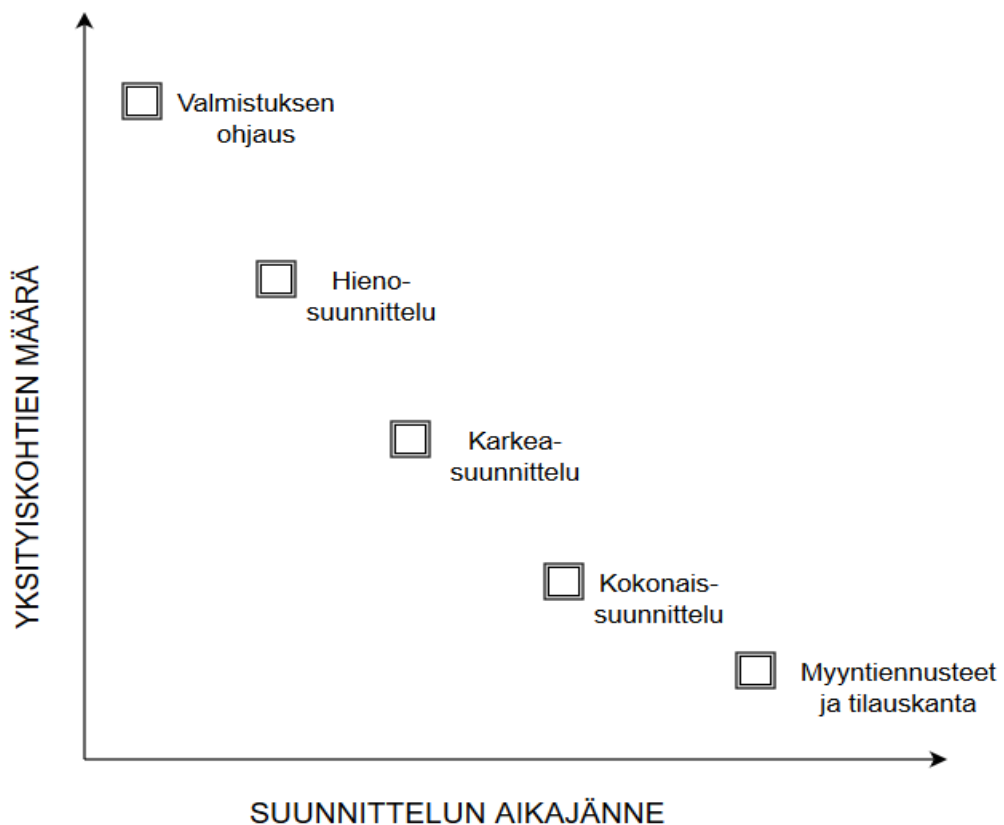 Valmistuksen
ohjaus
Hieno-
suunnittelu
Karkea-
suunnittelu
Kokonais-
suunnittelu
Myyntiennusteet
ja tilauskanta
YKSITYISKOHTIEN MÄÄRÄ
SUUNNITTELUN AIKAJÄNNE